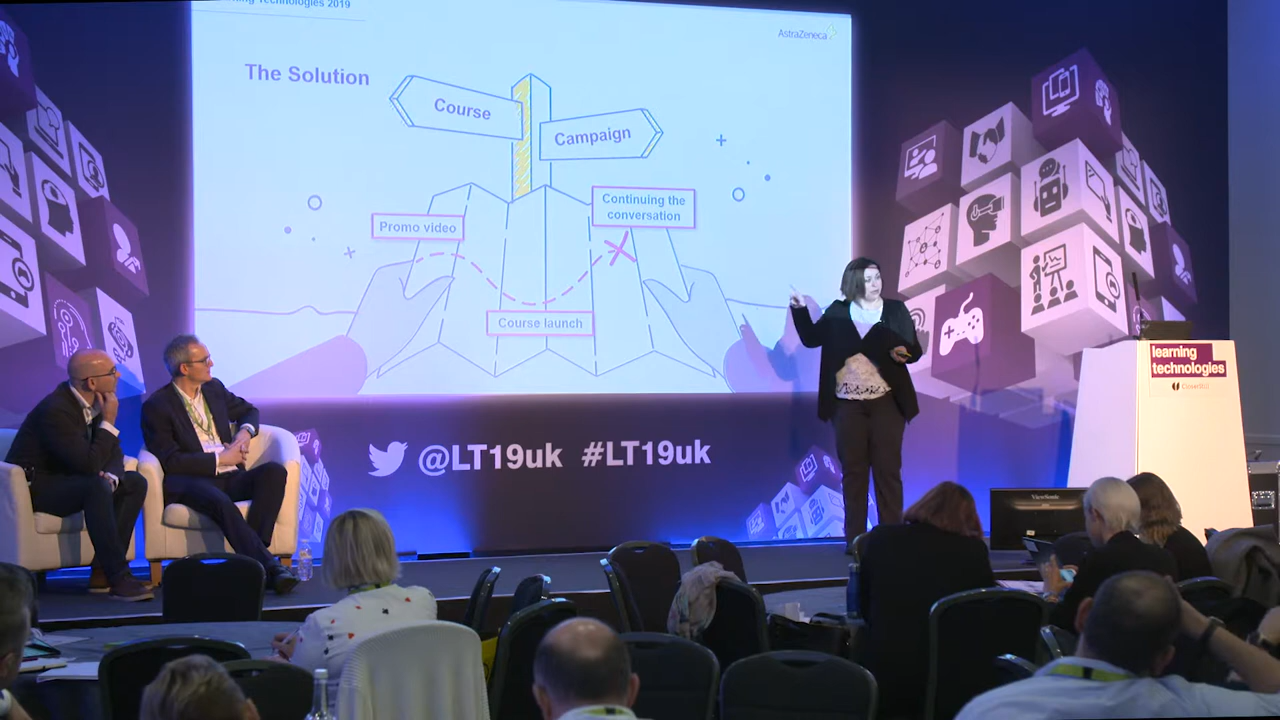 Learning Technologies 2019
AstraZeneca
The Solution
Course
Campaign
Promo video
Continuing the
conversation
Course launch
@LT19uk #LT19uk
learning
technologies
ViewSonic